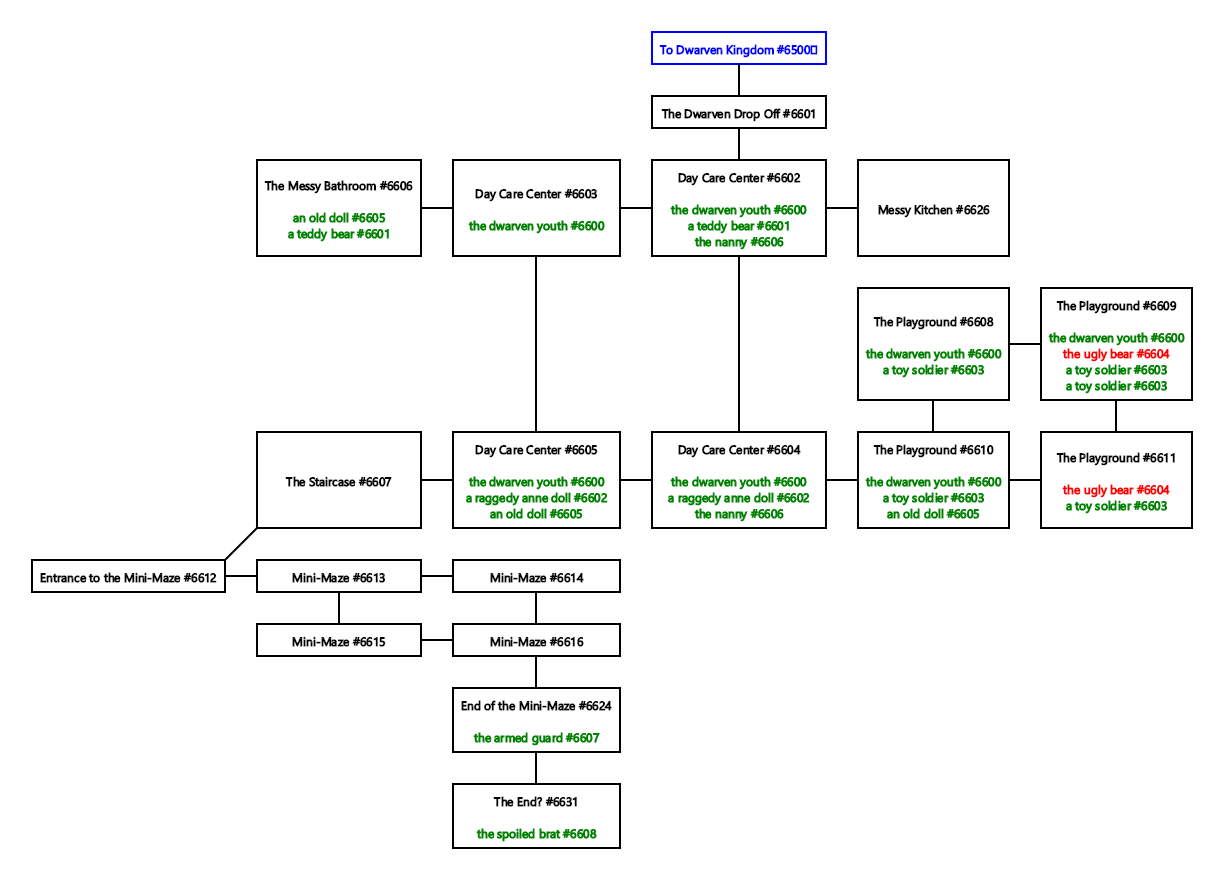 To Dwarven Kingdom #6500
The Dwarven Drop Off #6601
The Messy Bathroom #6606
an old doll #6605
a teddy bear #6601
Day Care Center #6603
the dwarven youth #6600
Day Care Center #6602
the dwarven youth #6600
a teddy bear #6601
the nanny #6606
Messy Kitchen #6626
The Playground #6608
the dwarven youth #6600
a toy soldier #6603
The Playground #6609
the dwarven youth #6600
the ugly bear #6604
a toy soldier #6603
a toy soldier #6603
The Staircase #6607
Day Care Center #6605
the dwarven youth #6600
a raggedy anne doll #6602
an old doll #6605
Day Care Center #6604
the dwarven youth #6600
a raggedy anne doll #6602
the nanny #6606
The Playground #6610
the dwarven youth #6600
a toy soldier #6603
an old doll #6605
The Playground #6611
the ugly bear #6604
a toy soldier #6603
Entrance to the Mini-Maze #6612
Mini-Maze #6613
Mini-Maze #6614
Mini-Maze #6615
Mini-Maze #6616
End of the Mini-Maze #6624
the armed guard #6607
The End? #6631
the spoiled brat #6608